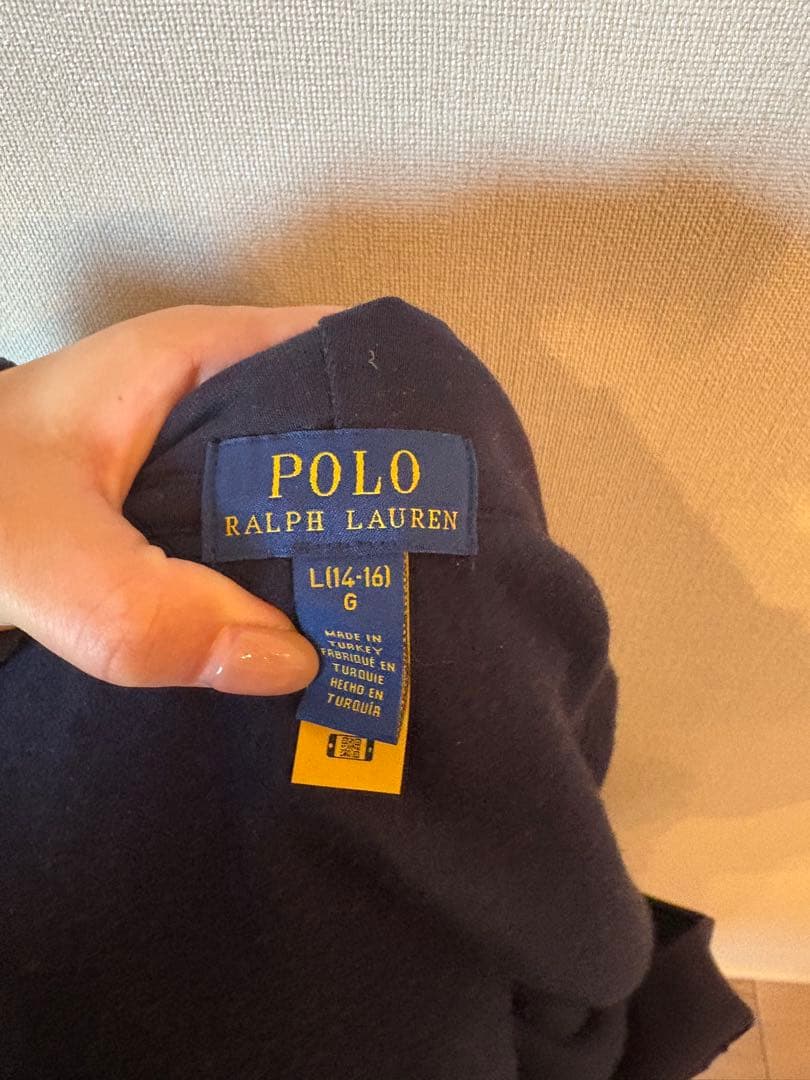 POLO
RALPH LAUREN
L(14-16)
G
MADE IN
TURKEY
FABRIQUÉ EN
TURQUIE
HECHO EN
TURQUÍA